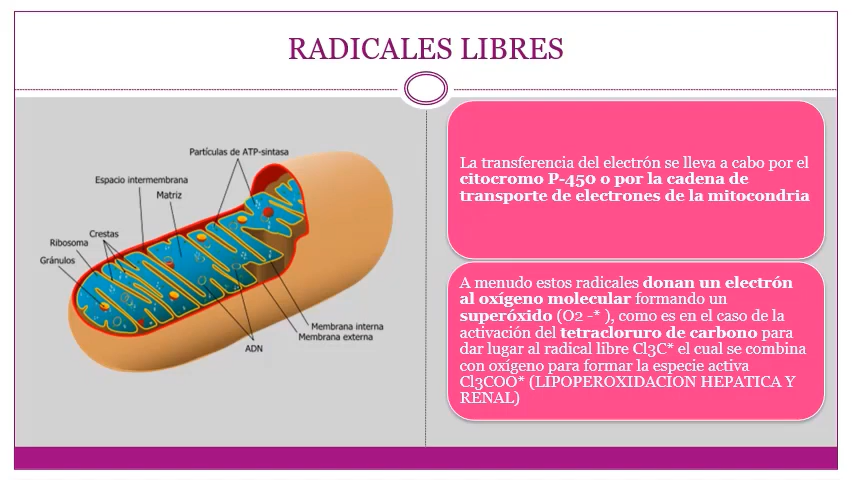 RADICALES LIBRES
Partículas de ATP-sintasa
Espacio intermembrana
Matriz
Crestas
Ribosoma
Gránulos
Membrana interna
Membrana externa
ADN
La transferencia del electrón se lleva a cabo por el
citocromo P-450 o por la cadena de
transporte de electrones de la mitocondria
A menudo estos radicales donan un electrón
al oxígeno molecular formando un
superóxido (O2 -* ), como es en el caso de la
activación del tetracloruro de carbono para
dar lugar al radical libre Cl3C* el cual se combina
con oxígeno para formar la especie activa
Cl3COO* (LIPOPEROXIDACION HEPATICA Y
RENAL)